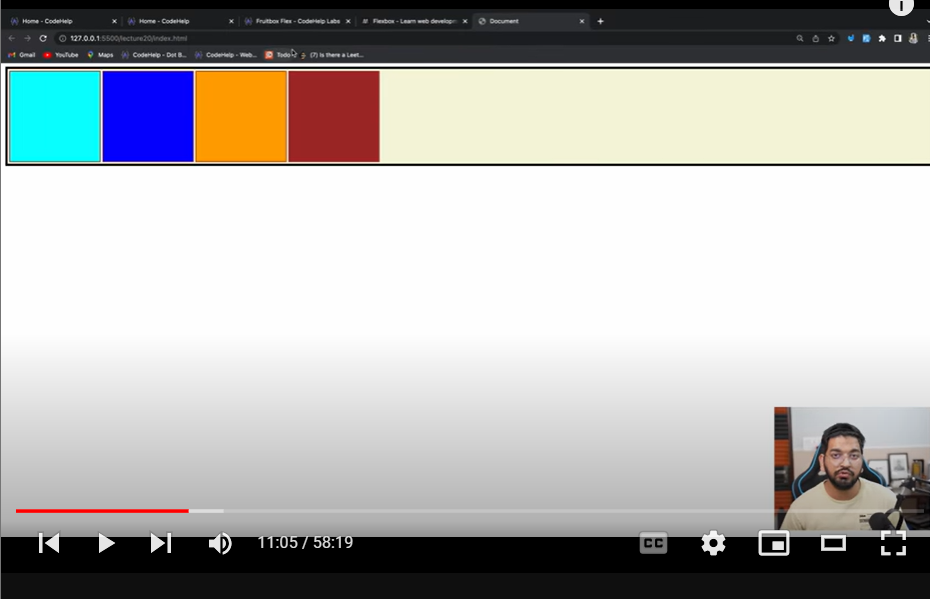 Home - CodeHelp Home - CodeHelp Fruitbox Flex - CodeHelp Labs Flexbox - Learn web developm Document
127.0.0.1:5500/lecture20/index.html
Gmail YouTube Maps CodeHelp - Dot B... CodeHelp - Web... Todo (7) Is there a Leet...
11:05 / 58:19 CC